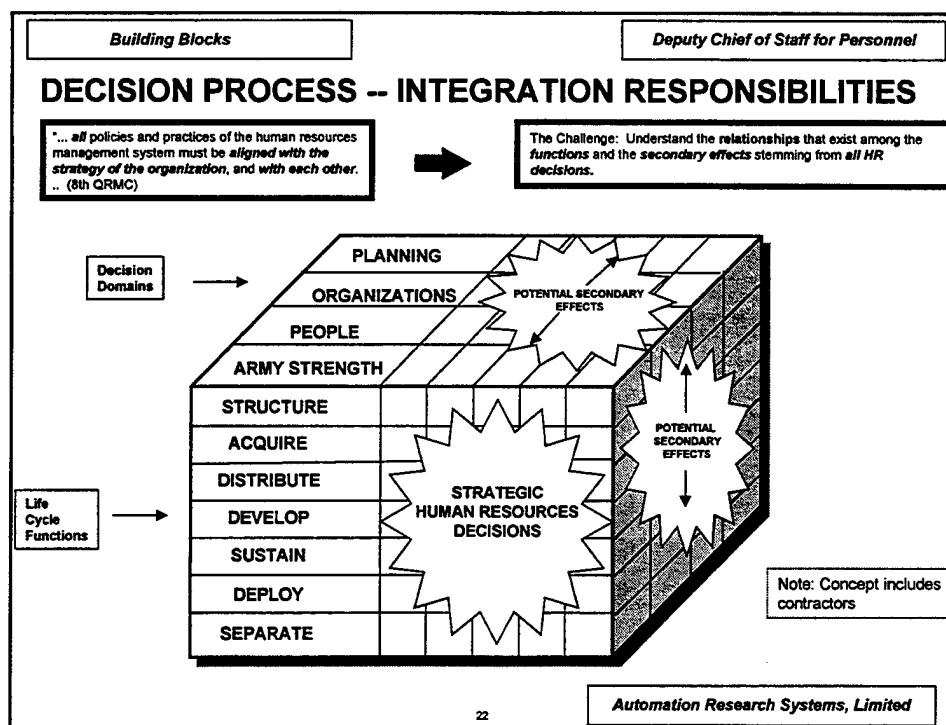 Building Blocks
Deputy Chief of Staff for Personnel
DECISION PROCESS -- INTEGRATION RESPONSIBILITIES
"... all policies and practices of the human resources
management system must be aligned with the
strategy of the organization, and with each other.
.. (8th QRMC)
The Challenge: Understand the relationships that exist among the
functions and the secondary effects stemming from all HR
decisions.
Decision
Domains
PLANNING
ORGANIZATIONS
PEOPLE
ARMY STRENGTH
POTENTIAL SECONDARY
EFFECTS
STRUCTURE
ACQUIRE
DISTRIBUTE
DEVELOP
SUSTAIN
DEPLOY
SEPARATE
Life
Cycle
Functions
STRATEGIC
HUMAN RESOURCES
DECISIONS
POTENTIAL
SECONDARY
EFFECTS
Note: Concept includes
contractors
22
Automation Research Systems, Limited